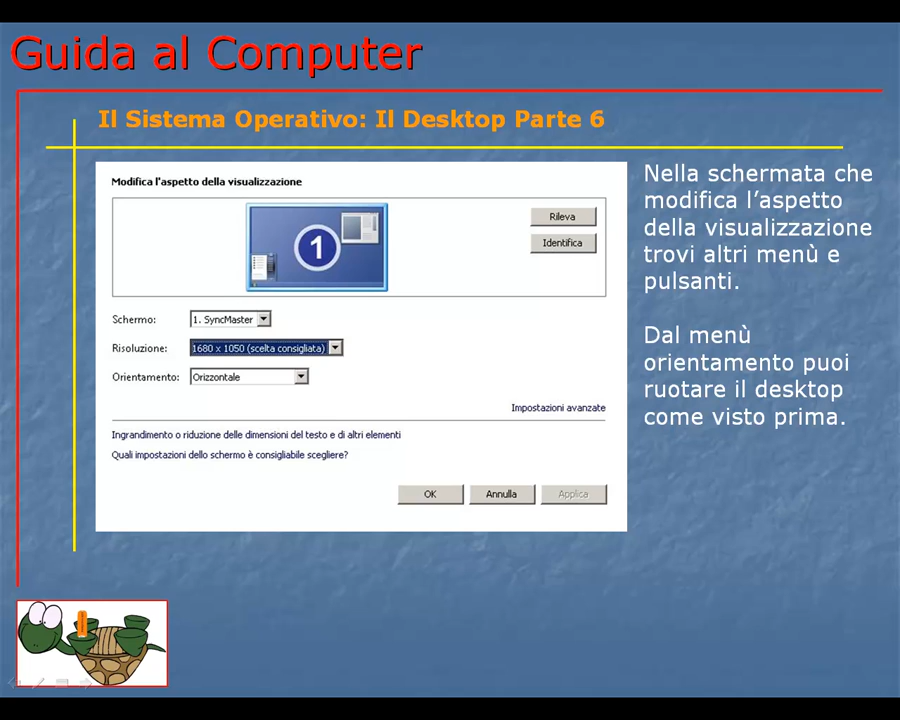 Guida al Computer
Il Sistema Operativo: Il Desktop Parte 6
Modifica l'aspetto della visualizzazione
1
Rileva
Identifica
Schermo:
1. SyncMaster
Risoluzione:
1680 x 1050 (scelta consigliata)
Orientamento:
Orizzontale
Impostazioni avanzate
Ingrandimento o riduzione delle dimensioni del testo e di altri elementi
Quali impostazioni dello schermo è consigliabile scegliere?
OK
Annulla
Applica
Nella schermata che
modifica l’aspetto
della visualizzazione
trovi altri menù e
pulsanti.
Dal menù
orientamento puoi
ruotare il desktop
come visto prima.